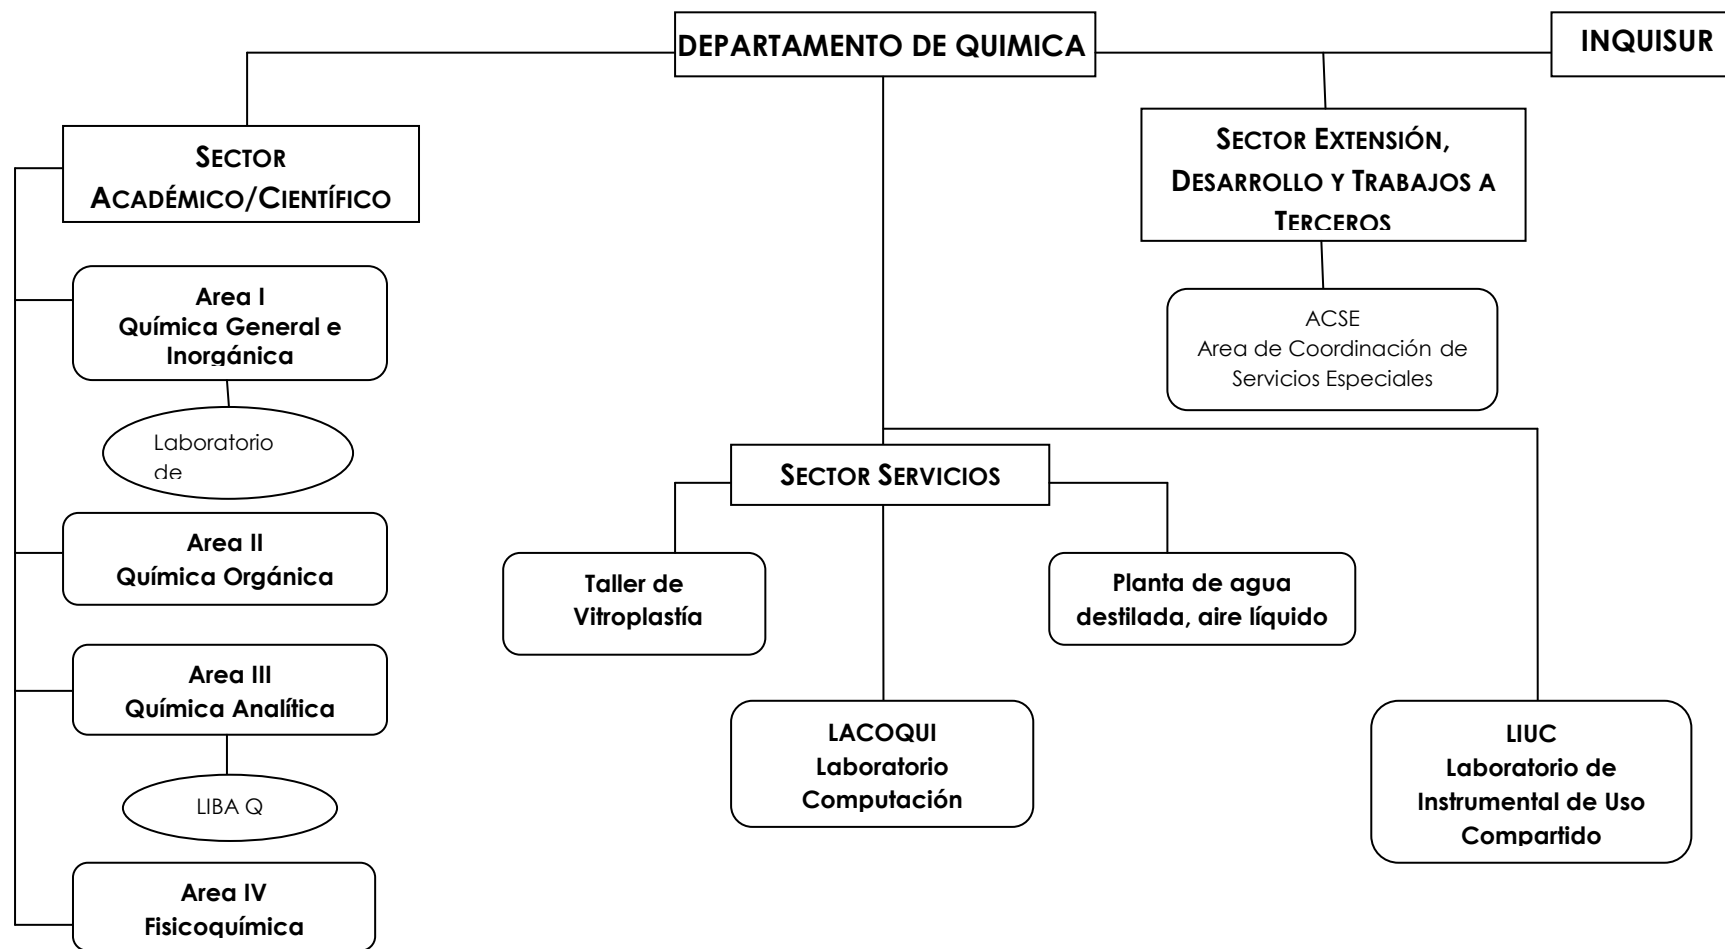 DEPARTAMENTO DE QUIMICA
INQUISUR
SECTOR
ACADÉMICO/CIENTÍFICO
SECTOR EXTENSIÓN,
DESARROLLO Y TRABAJOS A
TERCEROS
Area I
Química General e
Inorgánica
Laboratorio
de
Area II
Química Orgánica
Area III
Química Analítica
LIBA Q
Area IV
Fisicoquímica
ACSE
Area de Coordinación de
Servicios Especiales
SECTOR SERVICIOS
Taller de
Vitroplastía
Planta de agua
destilada, aire líquido
LACOQUI
Laboratorio
Computación
LIUC
Laboratorio de
Instrumental de Uso
Compartido